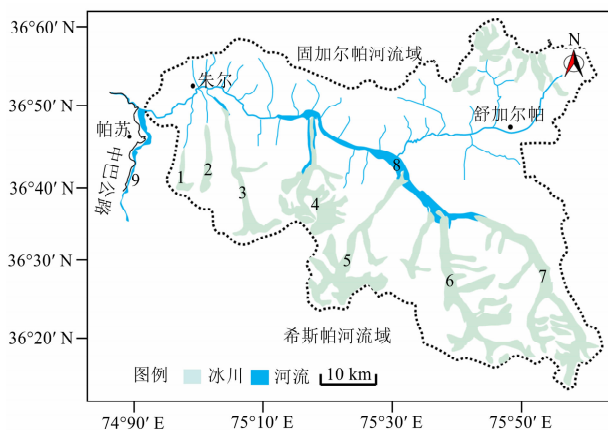 36°60′ N
36°50′ N
36°40′ N
36°30′ N
36°20′ N
固加尔帕河流域
N
朱尔
舒加尔帕
帕苏
中巴公路
9
1
2
3
4
5
6
7
8
希斯帕河流域
图例 冰川 河流 10 km
74°90′ E 75°10′ E 75°30′ E 75°50′ E